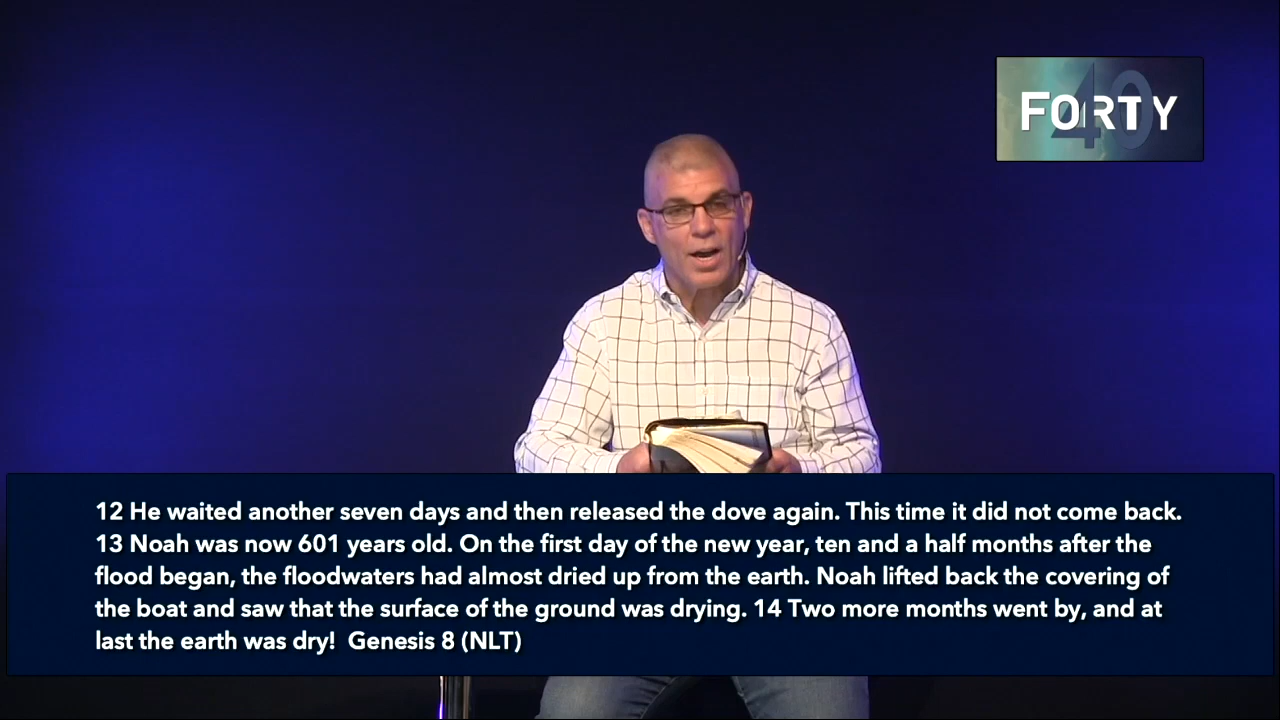 40
FORTY
12 He waited another seven days and then released the dove again. This time it did not come back.
13 Noah was now 601 years old. On the first day of the new year, ten and a half months after the
flood began, the floodwaters had almost dried up from the earth. Noah lifted back the covering of
the boat and saw that the surface of the ground was drying. 14 Two more months went by, and at
last the earth was dry!  Genesis 8 (NLT)